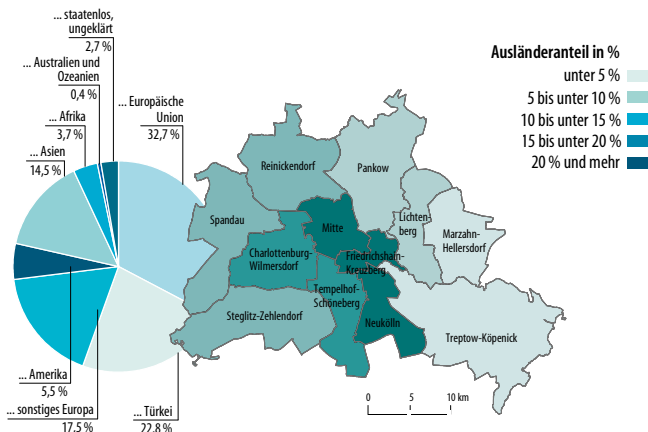 ... staatenlos,
ungeklärt
2,7 %
... Australien und
Ozeanien
0,4 %
... Afrika
3,7 %
... Asien
14,5 %
... Europäische
Union
32,7 %
... Amerika
5,5 %
... sonstiges Europa
17,5 %
... Türkei
22,8 %
Reinickendorf
Pankow
Spandau
Mitte
Lichten-
berg
Marzahn-
Hellersdorf
Charlottenburg-
Wilmersdorf
Friedrichshain-
Kreuzberg
Tempelhof-
Schöneberg
Steglitz-Zehlendorf
Neukölln
Treptow-Köpenick
0 5 10 km
Ausländeranteil in %
unter 5 %
5 bis unter 10 %
10 bis unter 15 %
15 bis unter 20 %
20 % und mehr